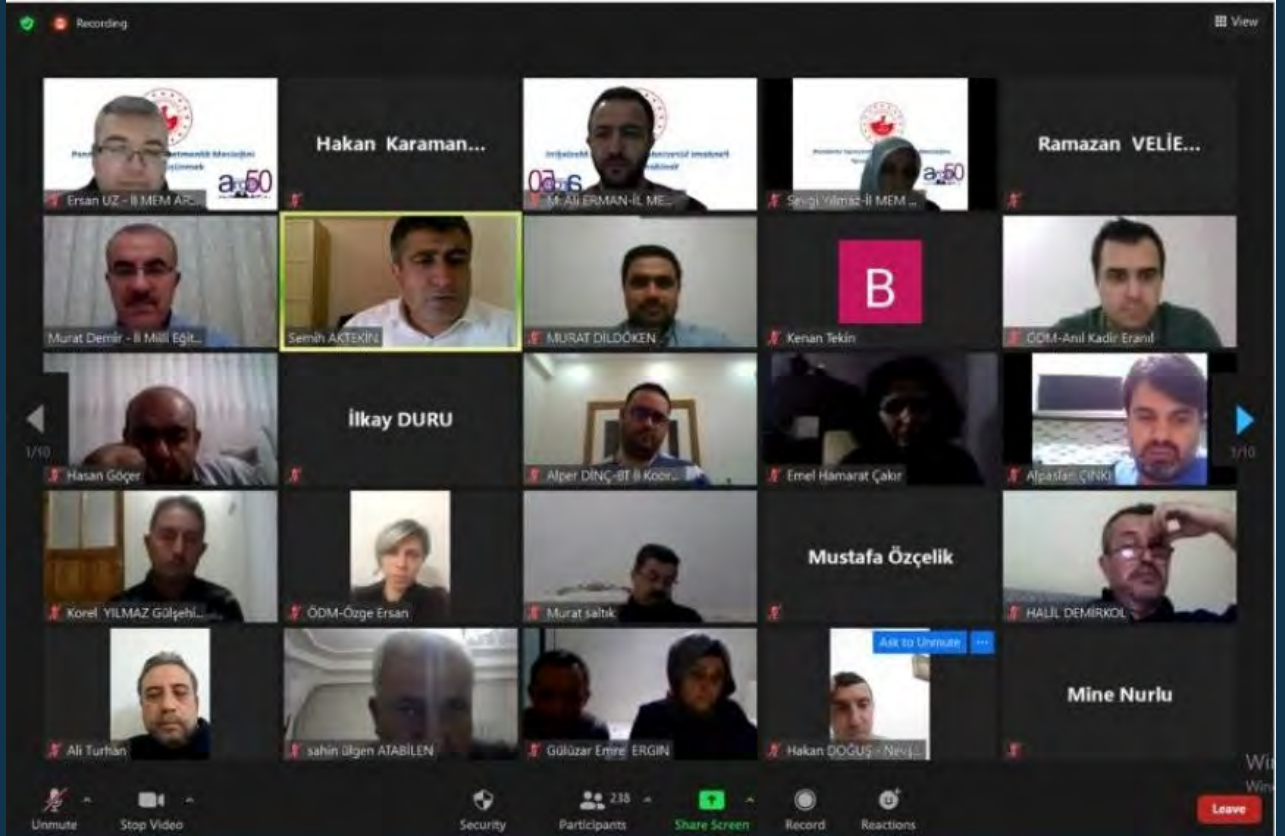 Recording
View
Ersan UZ - İl MEM AR...
Hakan Karaman...
M.Ali ERMAN-İL ME...
Sevgi Yılmaz-İl MEM ...
Ramazan VELİE...
Murat Demir - İl Milli Eğit...
Semih AKTEKİN
MURAT DİLDÖKEN
B
Kenan Tekin
ÖDM-Anıl Kadir Eranıl
1/10
Hasan Göçer
İlkay DURU
Alper DİNÇ-BT İl Koor...
Emel Hamarat Çakır
Alpaslan ÇINKI
1/10
Korel YILMAZ Gülşehi...
ÖDM-Özge Ersan
Murat saltık
Mustafa Özçelik
HALİL DEMİRKOL
Ali Turhan
sahin ülgen ATABİLEN
Gülüzar Emre ERGIN
Ask to Unmute
Hakan DOĞUŞ - Nevş...
Mine Nurlu
Unmute
Stop Video
Security
Participants
238
Share Screen
Record
Reactions
Leave